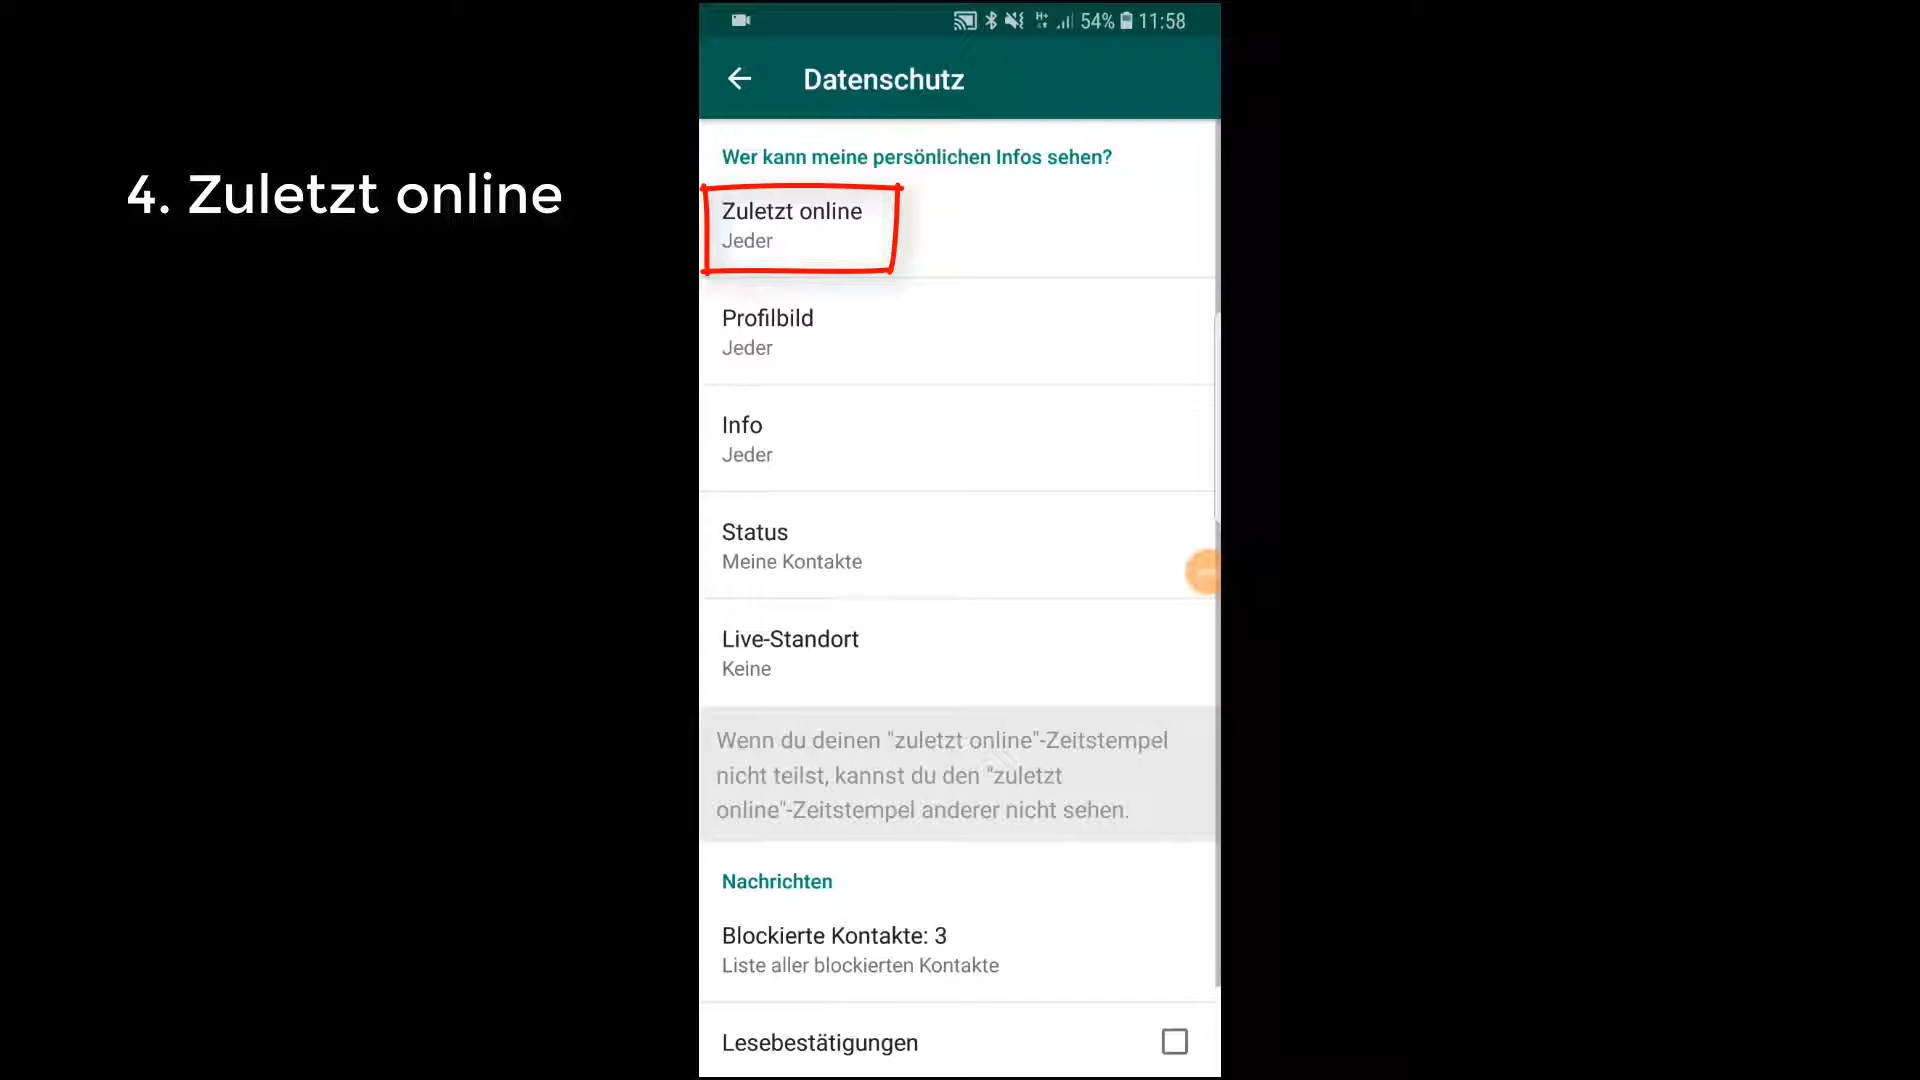 54% 11:58
Datenschutz
4. Zuletzt online
Wer kann meine persönlichen Infos sehen?
Zuletzt online
Jeder
Profilbild
Jeder
Info
Jeder
Status
Meine Kontakte
Live-Standort
Keine
Wenn du deinen "zuletzt online"-Zeitstempel
nicht teilst, kannst du den "zuletzt
online"-Zeitstempel anderer nicht sehen.
Nachrichten
Blockierte Kontakte: 3
Liste aller blockierten Kontakte
Lesebestätigungen